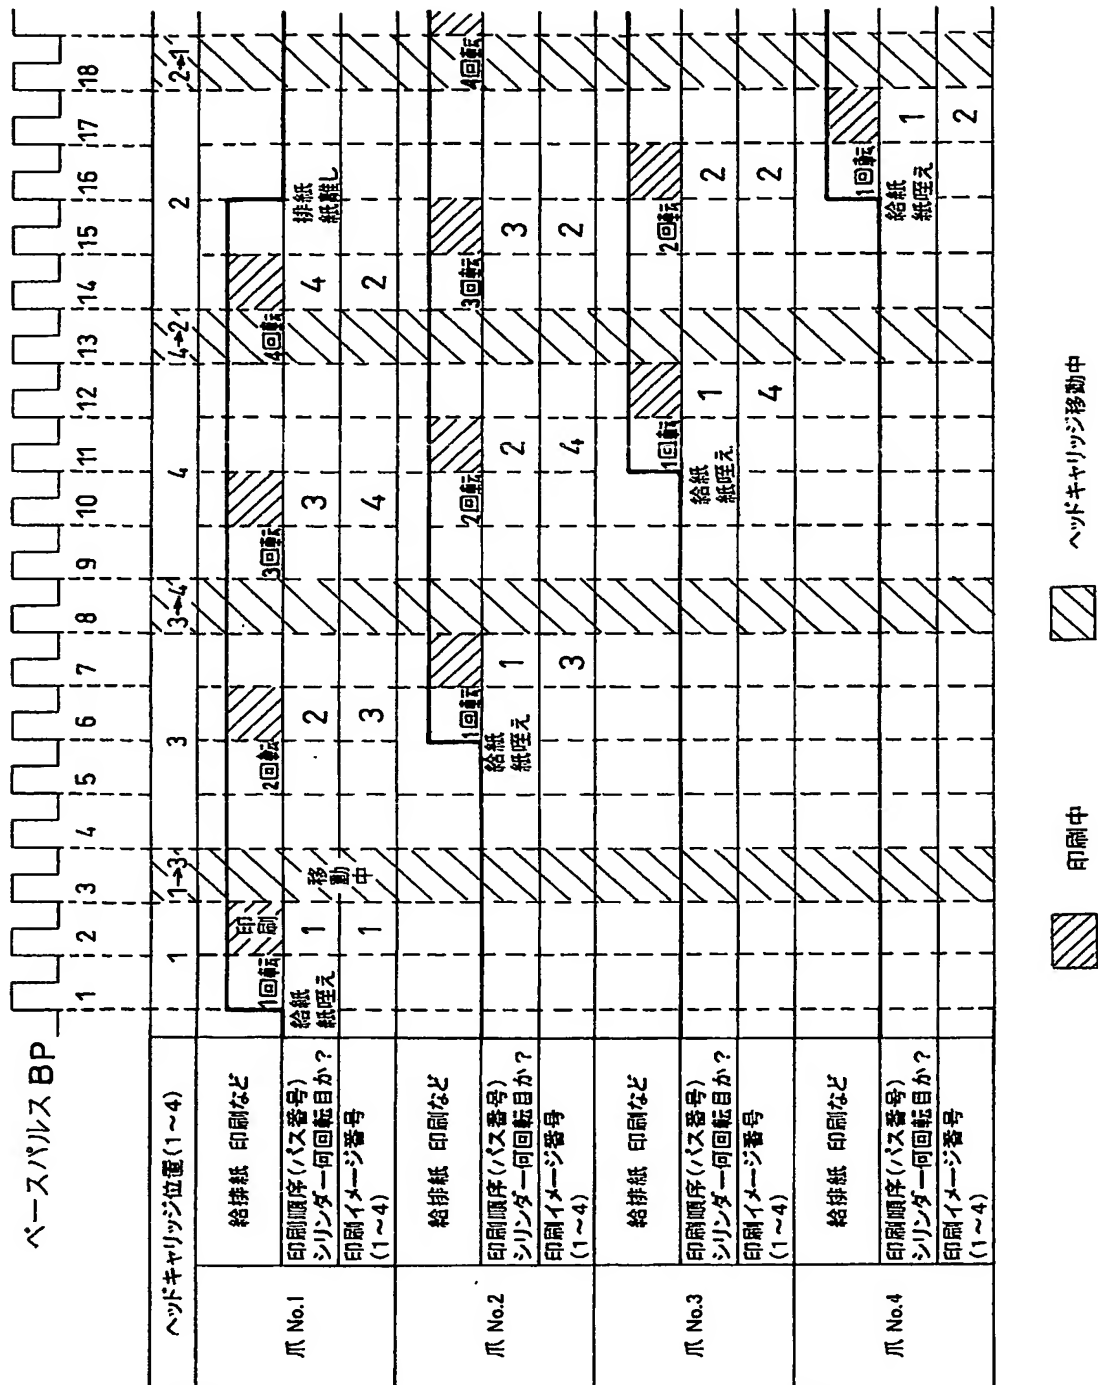 ベースパルスBP
1 2 3 4 5 6 7 8 9 10 11 12 13 14 15 16 17 18
ヘッドキャリッジ位置(1~4)
1 1→3 3 3→4 4 4→2 2 2→1
爪 No.1
給排紙 印刷など
1回転 印刷 2回転 3回転 4回転
印刷順序(パス番号)
シリンダー何回転目か?
給紙
紙咥え
1 2 3 4
排紙
紙離し
移動中
印刷イメージ番号
(1~4)
1 3 4 2
爪 No.2
給排紙 印刷など
1回転 2回転 3回転 4回転
印刷順序(パス番号)
シリンダー何回転目か?
給紙
紙咥え
1 2 3
印刷イメージ番号
(1~4)
3 4 2
爪 No.3
給排紙 印刷など
1回転 2回転
印刷順序(パス番号)
シリンダー何回転目か?
給紙
紙咥え
1 2
印刷イメージ番号
(1~4)
4 2
爪 No.4
給排紙 印刷など
1回転
印刷順序(パス番号)
シリンダー何回転目か?
給紙
紙咥え
1
印刷イメージ番号
(1~4)
2
印刷中
ヘッドキャリッジ移動中